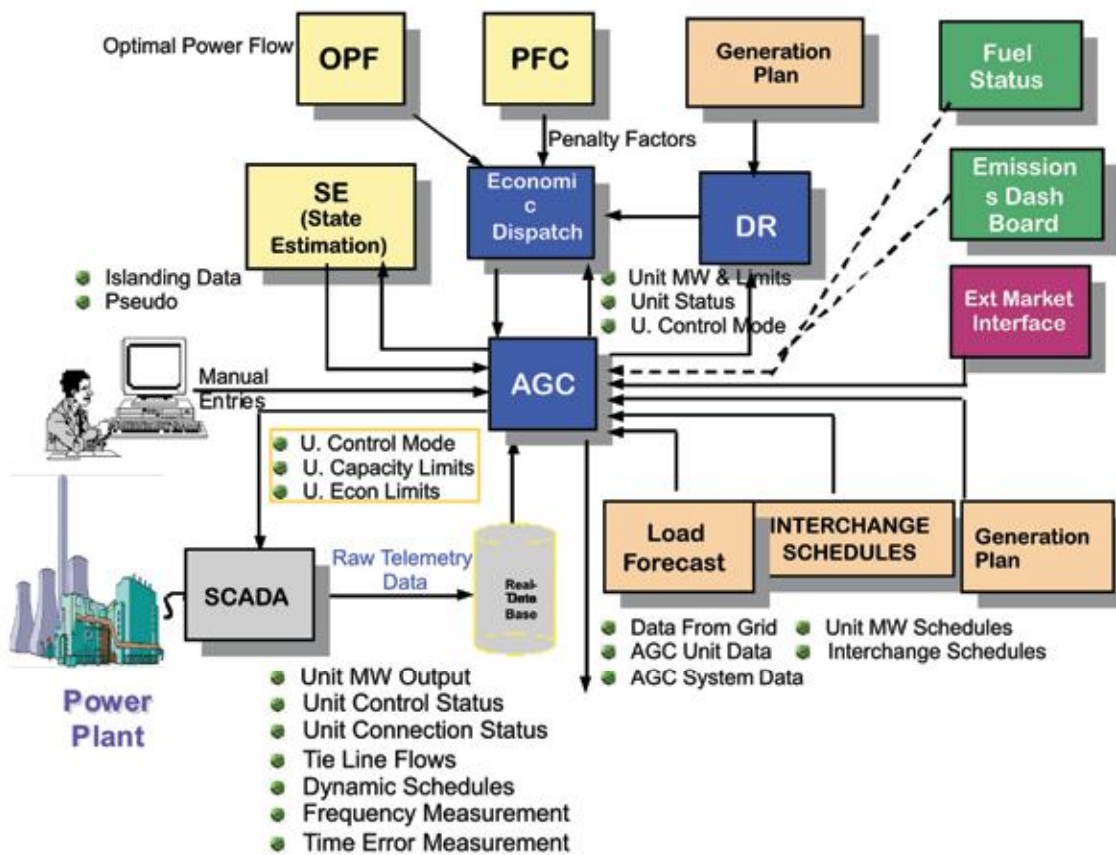 Optimal Power Flow
OPF
PFC
Generation
Plan
Fuel
Status
Penalty Factors
SE
(State
Estimation)
Economi
c
Dispatch
DR
Emission
s Dash
Board
Islanding Data
Pseudo
Unit MW & Limits
Unit Status
U. Control Mode
Ext Market
Interface
Manual
Entries
AGC
U. Control Mode
U. Capacity Limits
U. Econ Limits
Load
Forecast
INTERCHANGE
SCHEDULES
Generation
Plan
SCADA
Raw Telemetry
Data
Real-
Base
Data From Grid
AGC Unit Data
AGC System Data
Unit MW Schedules
Interchange Schedules
Power
Plant
Unit MW Output
Unit Control Status
Unit Connection Status
Tie Line Flows
Dynamic Schedules
Frequency Measurement
Time Error Measurement